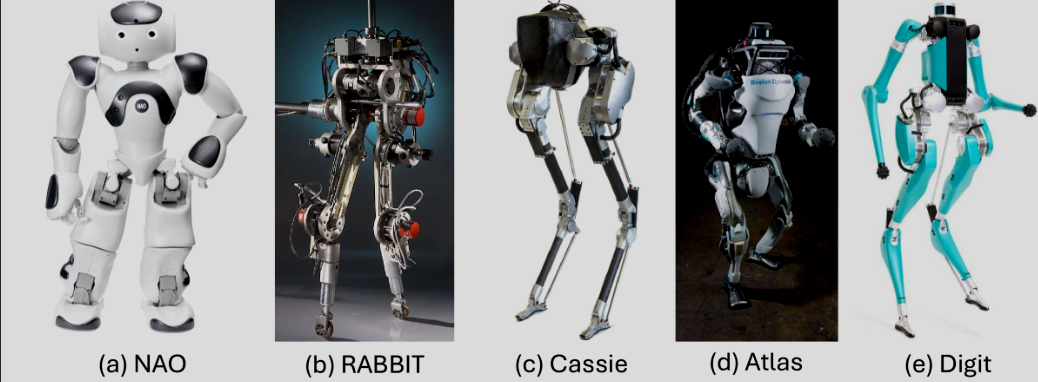 NAO
Boston Dynamics
(a) NAO
(b) RABBIT
(c) Cassie
(d) Atlas
(e) Digit